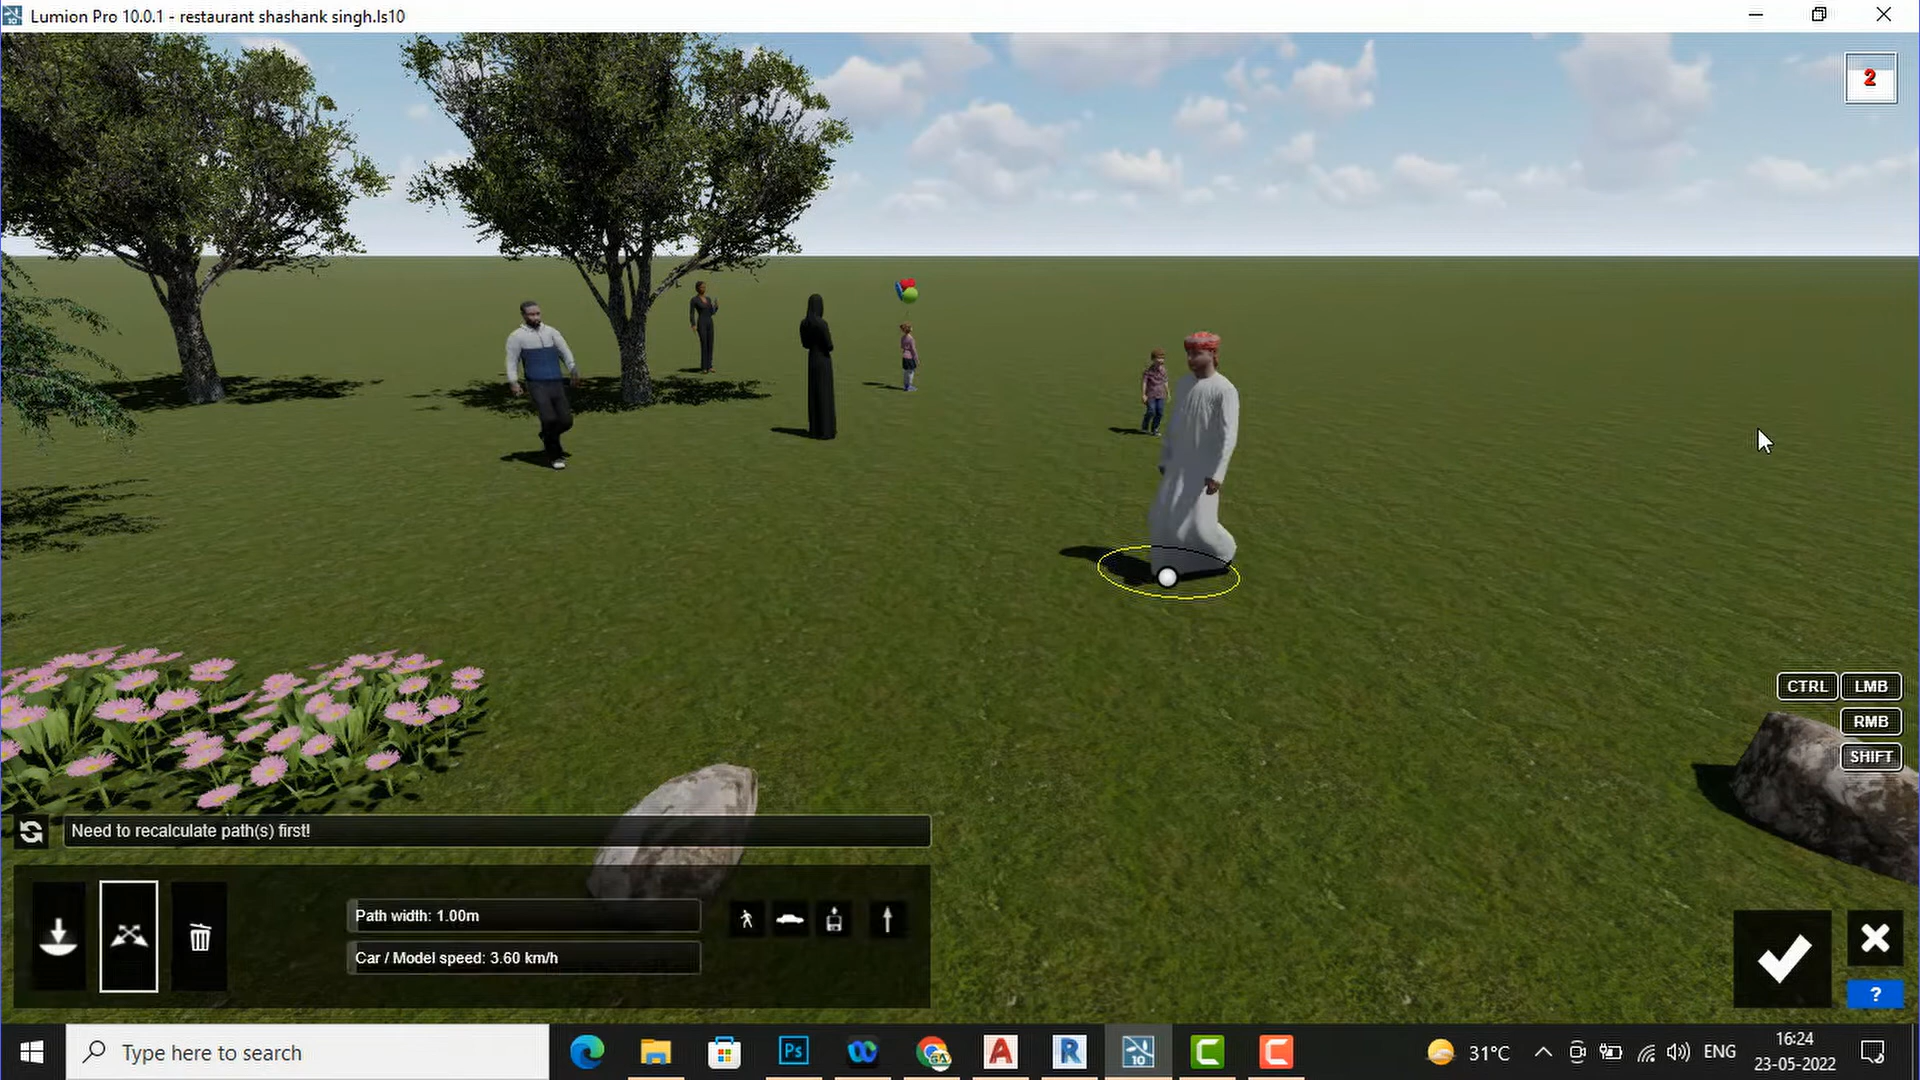 Lumion Pro 10.0.1 - restaurant shashank singh.ls10
2
CTRL LMB
RMB
SHIFT
Need to recalculate path(s) first!
Path width: 1.00m
Car / Model speed: 3.60 km/h
?
Type here to search
Ps
A
R
10
C
C
31°C
ENG
16:24
23-05-2022